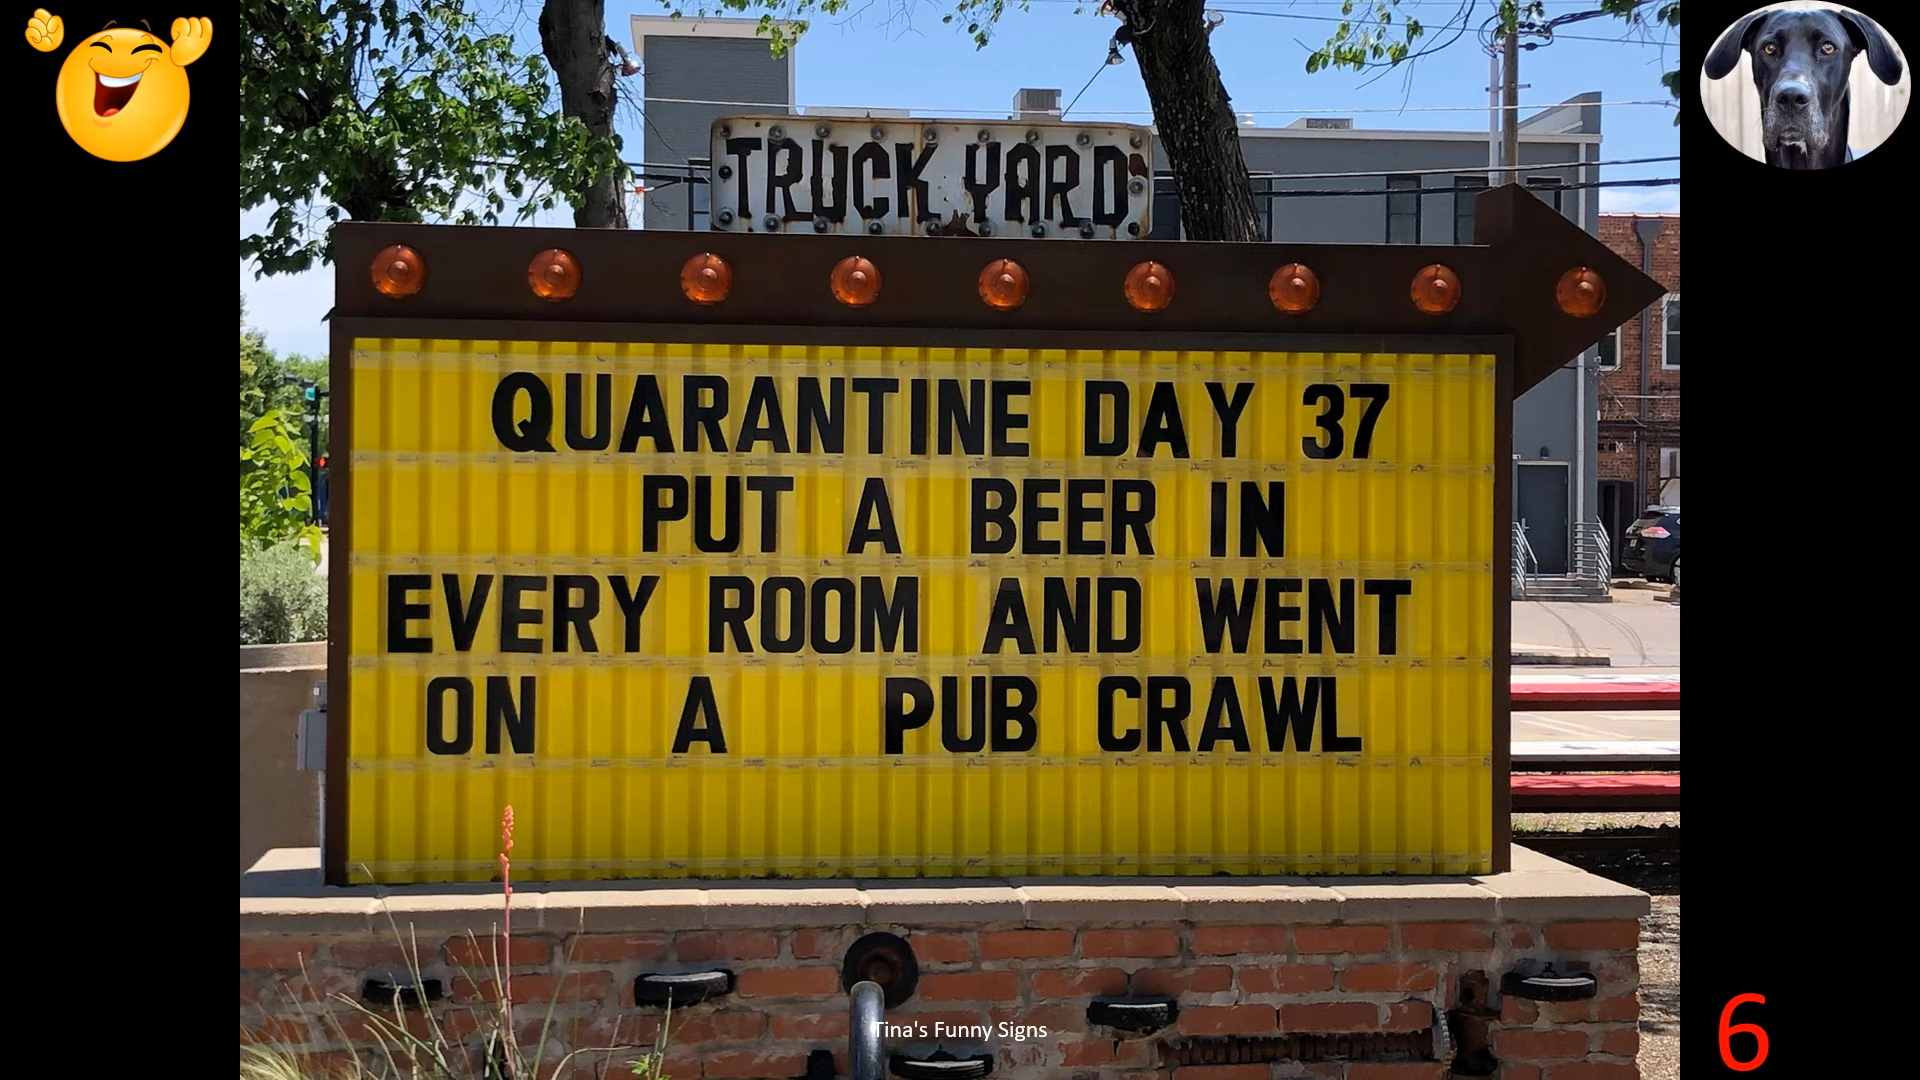 TRUCK YARD
QUARANTINE DAY 37
PUT A BEER IN
EVERY ROOM AND WENT
ON A PUB CRAWL
Tina's Funny Signs
6